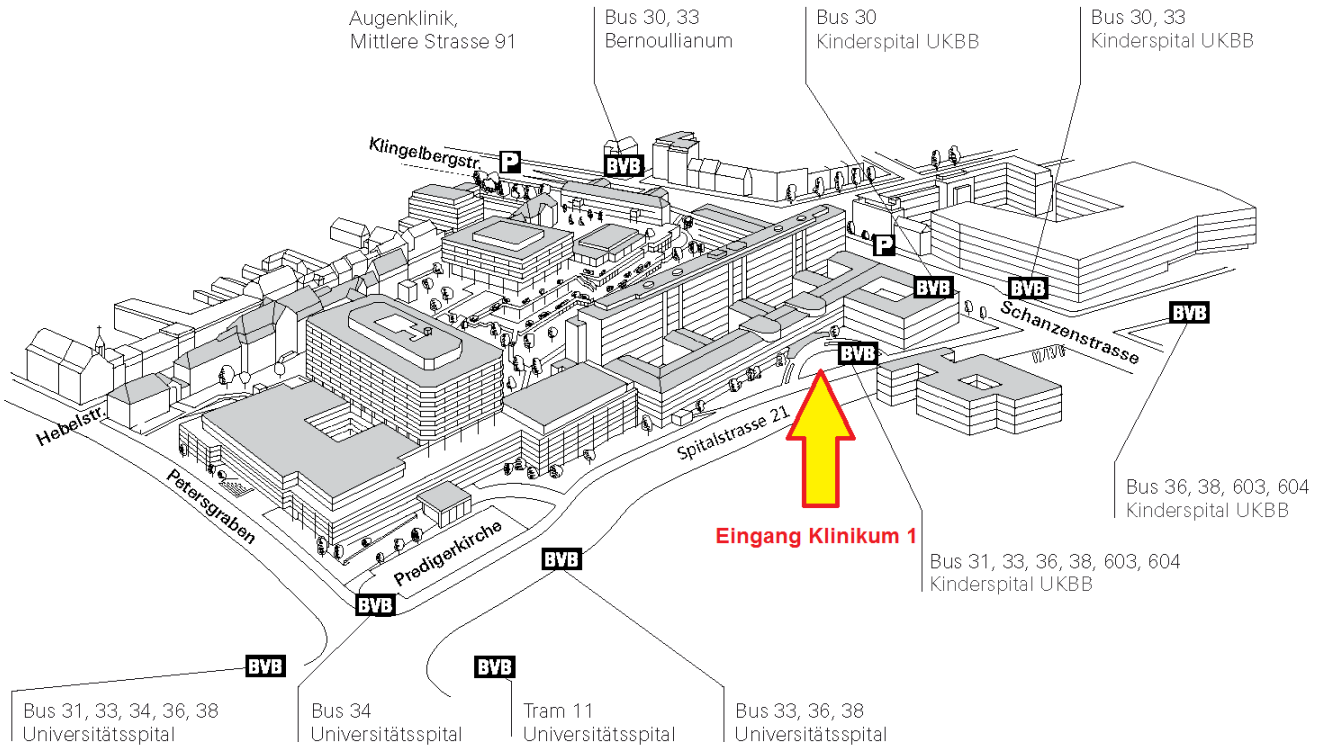 Augenklinik,
Mittlere Strasse 91
Bus 30, 33
Bernoullianum
Bus 30
Kinderspital UKBB
Bus 30, 33
Kinderspital UKBB
Klingelbergstr.
P
BVB
P
BVB
BVB
BVB
Schanzenstrasse
BVB
Hebelstr.
Petersgraben
Predigerkirche
Spitalstrasse 21
Eingang Klinikum 1
Bus 36, 38, 603, 604
Kinderspital UKBB
Bus 31, 33, 36, 38, 603, 604
Kinderspital UKBB
BVB
BVB
BVB
BVB
Bus 31, 33, 34, 36, 38
Universitätsspital
Bus 34
Universitätsspital
Tram 11
Universitätsspital
Bus 33, 36, 38
Universitätsspital